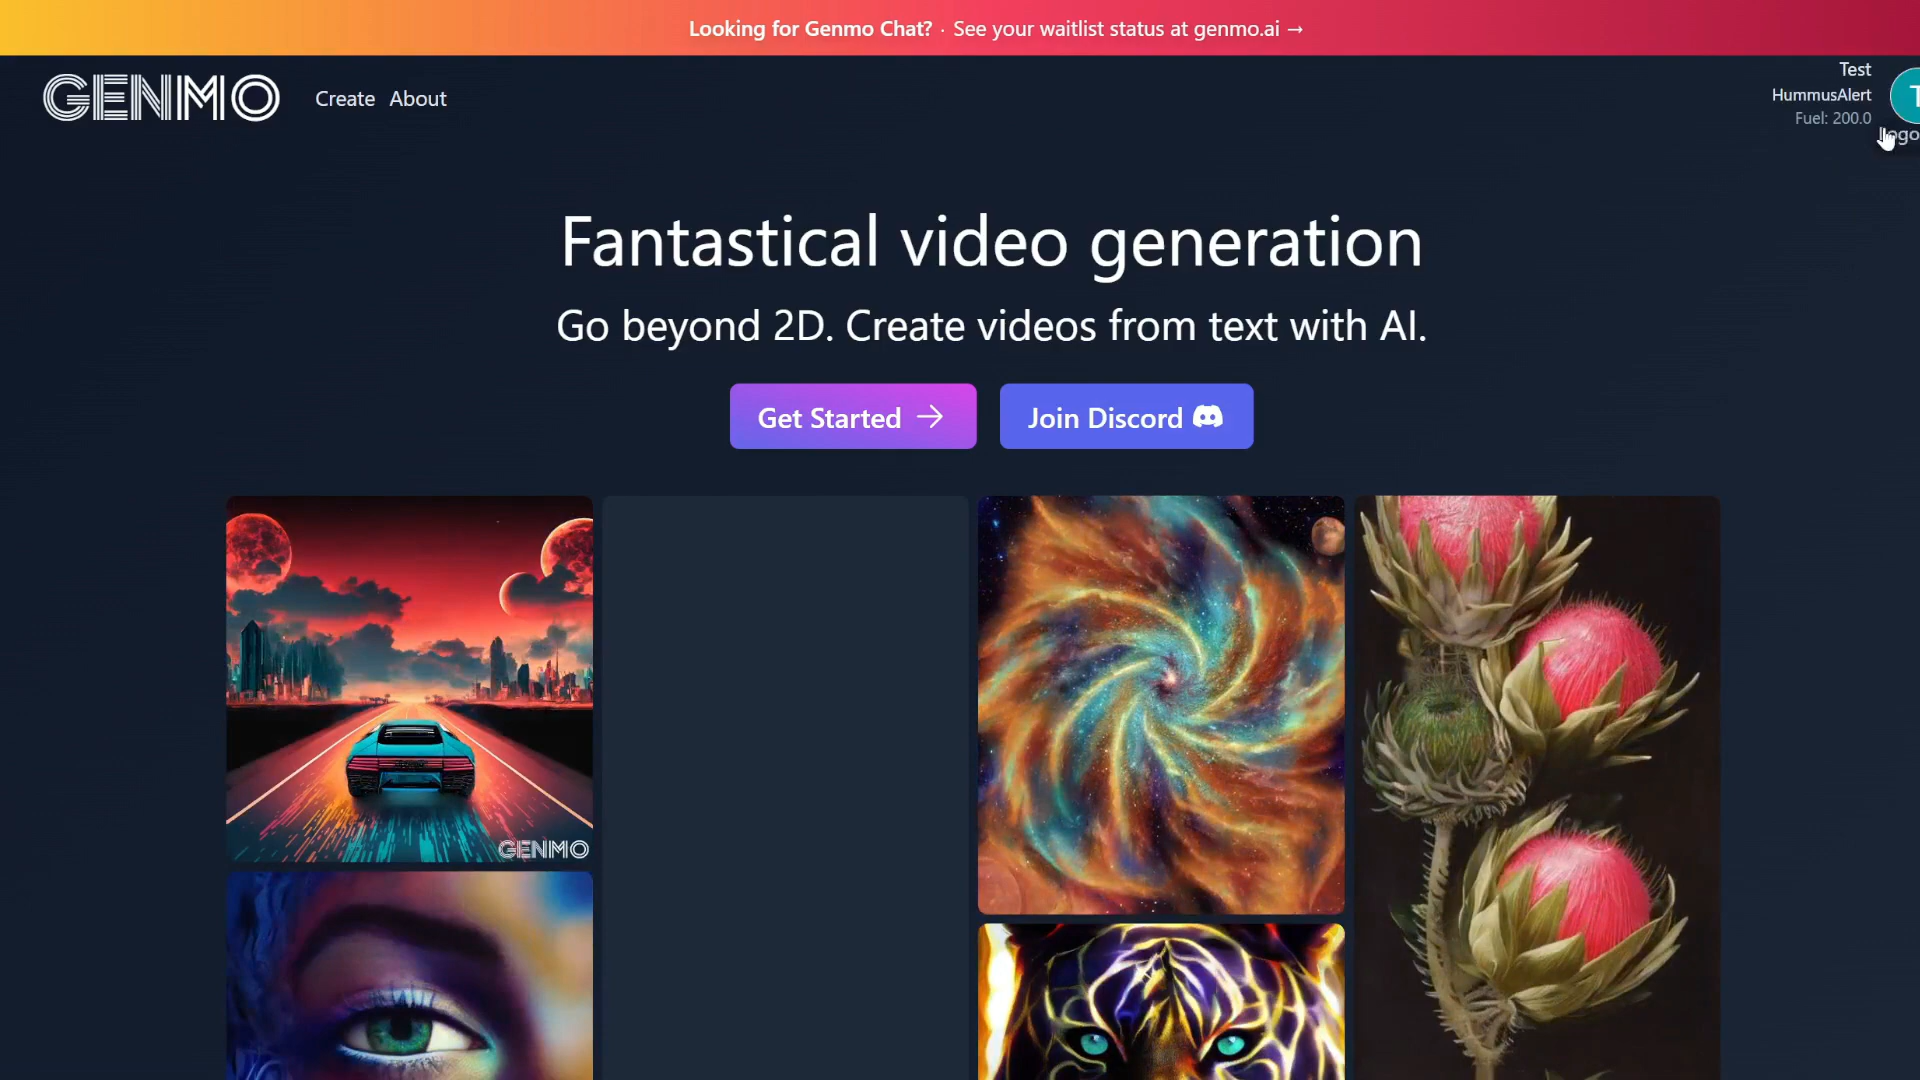 Looking for Genmo Chat? · See your waitlist status at genmo.ai →
GENMO
Create About
Test
HummusAlert
Fuel: 200.0
Fantastical video generation
Go beyond 2D. Create videos from text with AI.
Get Started →
Join Discord
GENMO